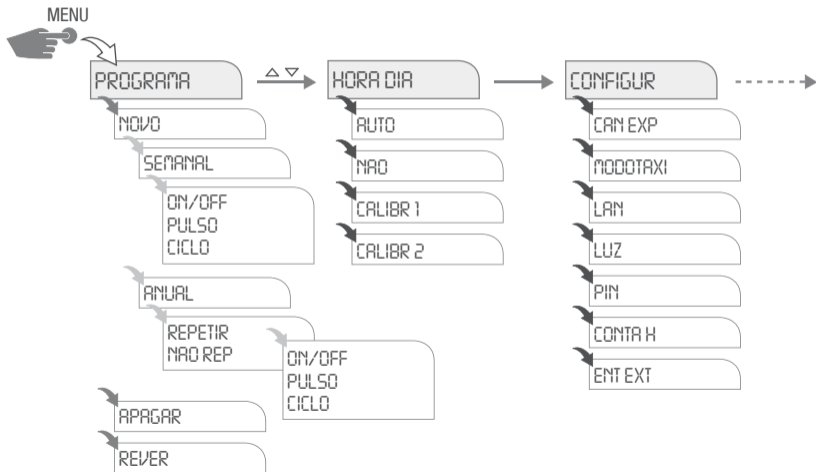 MENU
PROGRAMA
NOVO
SEMANAL
ON/OFF
PULSO
CICLO
ANUAL
REPETIR
NAO REP
ON/OFF
PULSO
CICLO
APAGAR
REVER
HORA DIA
AUTO
NAO
CALIBR 1
CALIBR 2
CONFIGUR
CAN EXP
MODOTAXI
LAN
LUZ
PIN
CONTA H
ENT EXT